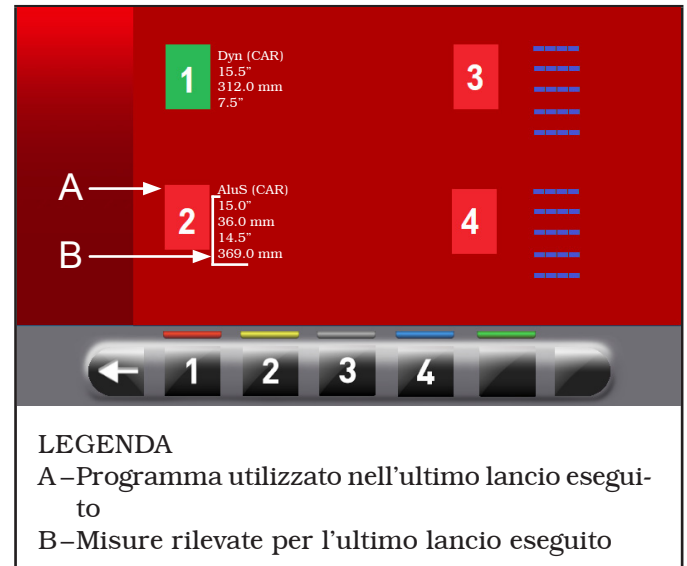 1
Dyn (CAR)
15.5”
312.0 mm
7.5”
3
A
2
AluS (CAR)
15.0”
36.0 mm
14.5”
369.0 mm
B
4
1 2 3 4
LEGENDA
A–Programma utilizzato nell’ultimo lancio esegui-
to
B–Misure rilevate per l’ultimo lancio eseguito